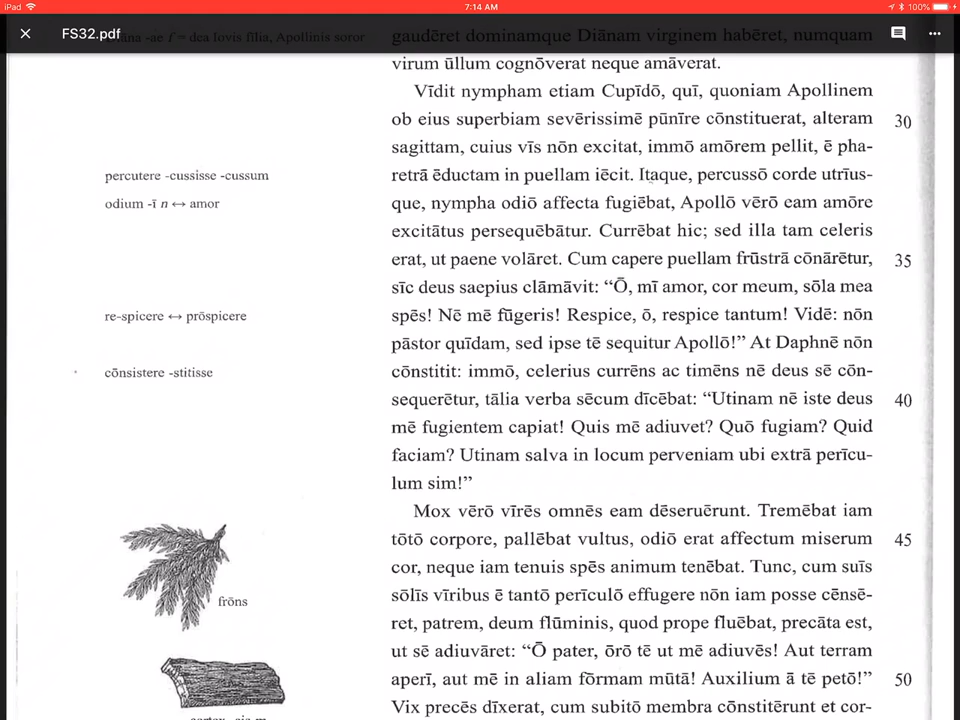 iPad
7:14 AM
100%
FS32.pdf
-ae f = dea Iovis filia, Apollinis soror
gaudēret dominamque Diānam virginem habēret, numquam
virum ūllum cognōverat neque amāverat.
Vīdit nympham etiam Cupīdō, quī, quoniam Apollinem
ob eius superbiam sevērissimē pūnīre cōnstituerat, alteram
30
sagittam, cuius vīs nōn excitat, immō amōrem pellit, ē pha-
retrā ēductam in puellam iēcit. Itaque, percussō corde utrīus-
percutere -cussisse -cussum
que, nympha odiō affecta fugiēbat, Apollō vērō eam amōre
odium -ī n ↔ amor
excitātus persequēbātur. Currēbat hic; sed illa tam celeris
erat, ut paene volāret. Cum capere puellam frūstrā cōnārētur,
35
sīc deus saepius clāmāvit: “Ō, mī amor, cor meum, sōla mea
spēs! Nē mē fūgeris! Respice, ō, respice tantum! Vidē: nōn
re-spicere ↔ prōspicere
pāstor quīdam, sed ipse tē sequitur Apollō!” At Daphnē nōn
cōnstitit: immō, celerius currēns ac timēns nē deus sē cōn-
cōnsistere -stitisse
sequerētur, tālia verba sēcum dīcēbat: “Utinam nē iste deus
40
mē fugientem capiat! Quis mē adiuvet? Quō fugiam? Quid
faciam? Utinam salva in locum perveniam ubi extrā perīcu-
lum sim!”
Mox vērō vīrēs omnēs eam dēseruērunt. Tremēbat iam
tōtō corpore, pallēbat vultus, odiō erat affectum miserum
45
cor, neque iam tenuis spēs animum tenēbat. Tunc, cum suīs
sōlīs vīribus ē tantō perīculō effugere nōn iam posse cēnsē-
frōns
ret, patrem, deum flūminis, quod prope fluēbat, precāta est,
ut sē adiuvāret: “Ō pater, ōrō tē ut mē adiuvēs! Aut terram
aperī, aut mē in aliam fōrmam mūtā! Auxilium ā tē petō!”
50
Vix precēs dīxerat, cum subitō membra cōnstitērunt et cor-